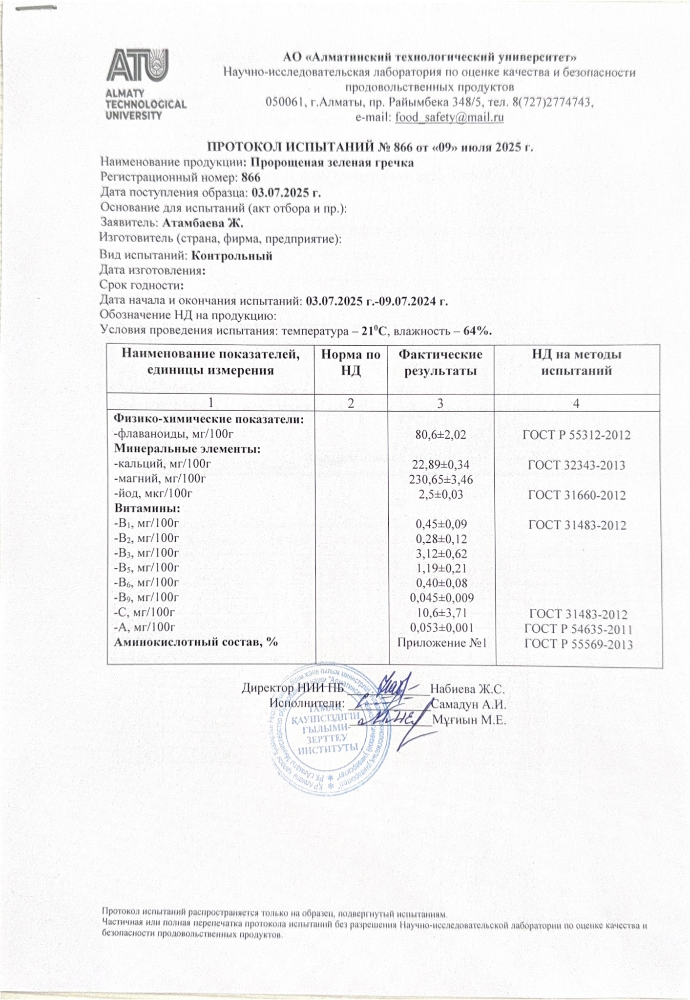 ATU
ALMATY
TECHNOLOGICAL
UNIVERSITY
АО «Алматинский технологический университет»
Научно-исследовательская лаборатория по оценке качества и безопасности
продовольственных продуктов
050061, г.Алматы, пр. Райымбека 348/5, тел. 8(727)2774743,
e-mail: food_safety@mail.ru
ПРОТОКОЛ ИСПЫТАНИЙ № 866 от «09» июля 2025 г.
Наименование продукции: Пророщеная зеленая гречка
Регистрационный номер: 866
Дата поступления образца: 03.07.2025 г.
Основание для испытаний (акт отбора и пр.):
Заявитель: Атамбаева Ж.
Изготовитель (страна, фирма, предприятие):
Вид испытаний: Контрольный
Дата изготовления:
Срок годности:
Дата начала и окончания испытаний: 03.07.2025 г.-09.07.2024 г.
Обозначение НД на продукцию:
Условия проведения испытания: температура – 21⁰С, влажность – 64%.
Наименование показателей, единицы измерения | Норма по НД | Фактические результаты | НД на методы испытаний
1 | 2 | 3 | 4
Физико-химические показатели:
-флаваноиды, мг/100г 80,6±2,02 ГОСТ Р 55312-2012
Минеральные элементы:
-кальций, мг/100г 22,89±0,34 ГОСТ 32343-2013
-магний, мг/100г 230,65±3,46
-йод, мкг/100г 2,5±0,03 ГОСТ 31660-2012
Витамины:
-В₁, мг/100г 0,45±0,09 ГОСТ 31483-2012
-В₂, мг/100г 0,28±0,12
-В₃, мг/100г 3,12±0,62
-В₅, мг/100г 1,19±0,21
-В₆, мг/100г 0,40±0,08
-В₉, мг/100г 0,045±0,009
-С, мг/100г 10,6±3,71 ГОСТ 31483-2012
-А, мг/100г 0,053±0,001 ГОСТ Р 54635-2011
Аминокислотный состав, % Приложение №1 ГОСТ Р 55569-2013
Директор НИИ ПБ Набиева Ж.С.
Исполнители: Самадун А.И.
Мұғиын М.Е.
ТАМАҚ
ҚАУІПСІЗДІГІН
ҒЫЛЫМИ-
ЗЕРТТЕУ
ИНСТИТУТЫ
Протокол испытаний распространяется только на образец, подвергнутый испытаниям.
Частичная или полная перепечатка протокола испытаний без разрешения Научно-исследовательской лаборатории по оценке качества и
безопасности продовольственных продуктов.